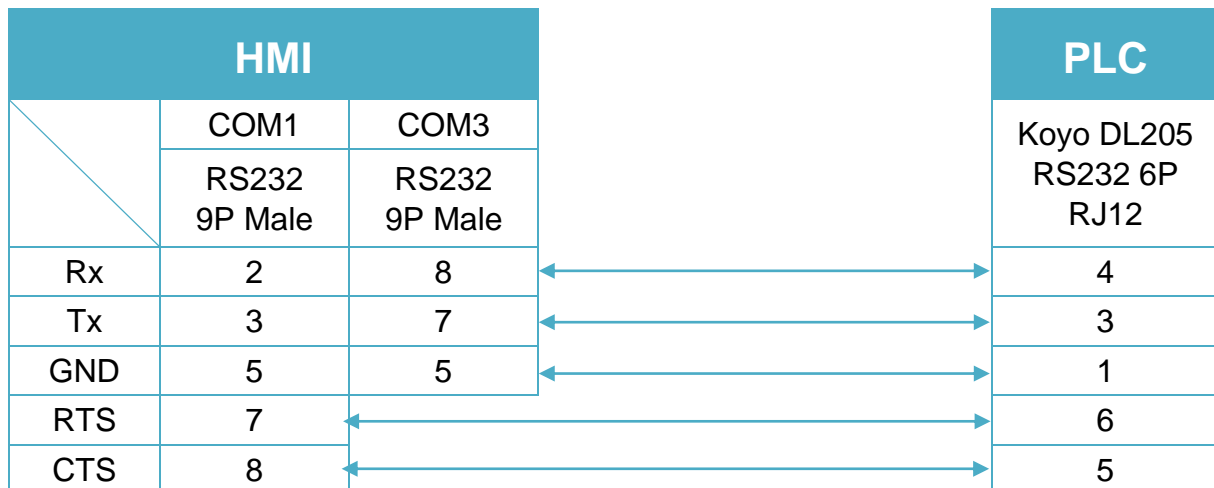 HMI PLC
COM1 COM3
Koyo DL205
RS232 6P
RJ12
RS232 RS232
9P Male 9P Male
Rx 2 8 4
Tx 3 7 3
GND 5 5 1
RTS 7 6
CTS 8 5